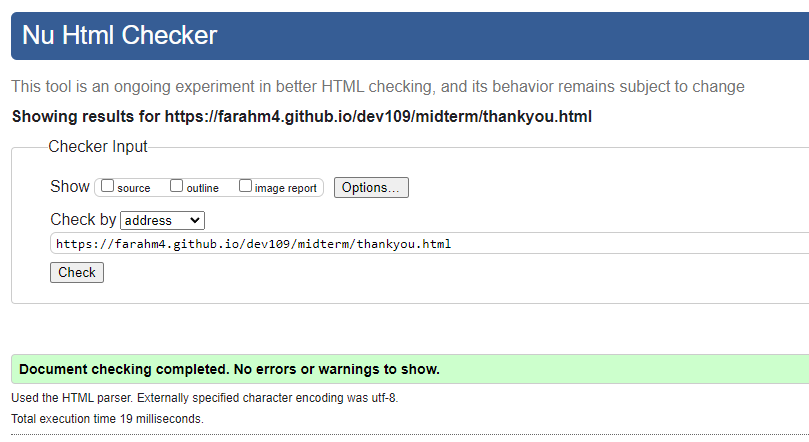 Nu Html Checker
This tool is an ongoing experiment in better HTML checking, and its behavior remains subject to change
Showing results for https://farahm4.github.io/dev109/midterm/thankyou.html
Checker Input
Show source outline image report Options...
Check by address
https://farahm4.github.io/dev109/midterm/thankyou.html
Check
Document checking completed. No errors or warnings to show.
Used the HTML parser. Externally specified character encoding was utf-8.
Total execution time 19 milliseconds.